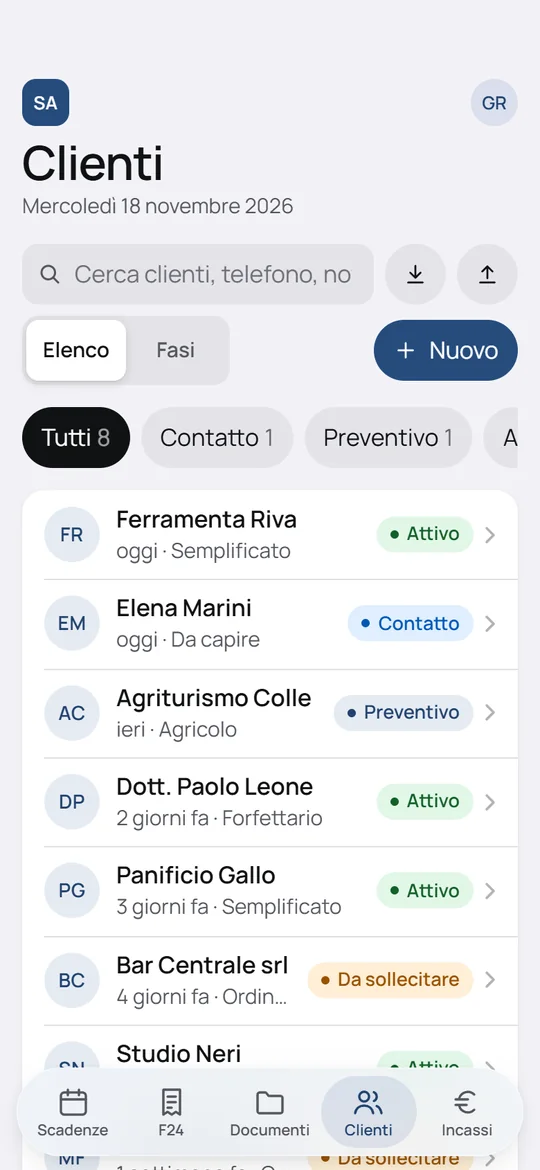 SA
GR
Clienti
Mercoledì 18 novembre 2026
Cerca clienti, telefono, no
Elenco
Fasi
+ Nuovo
Tutti 8
Contatto 1
Preventivo 1
A
FR
Ferramenta Riva
oggi · Semplificato
Attivo
EM
Elena Marini
oggi · Da capire
Contatto
AC
Agriturismo Colle
ieri · Agricolo
Preventivo
DP
Dott. Paolo Leone
2 giorni fa · Forfettario
Attivo
PG
Panificio Gallo
3 giorni fa · Semplificato
Attivo
BC
Bar Centrale srl
4 giorni fa · Ordin...
Da sollecitare
SN
Studio Neri
Attivo
Scadenze
F24
Documenti
Clienti
Incassi
MF
Da sollecitare